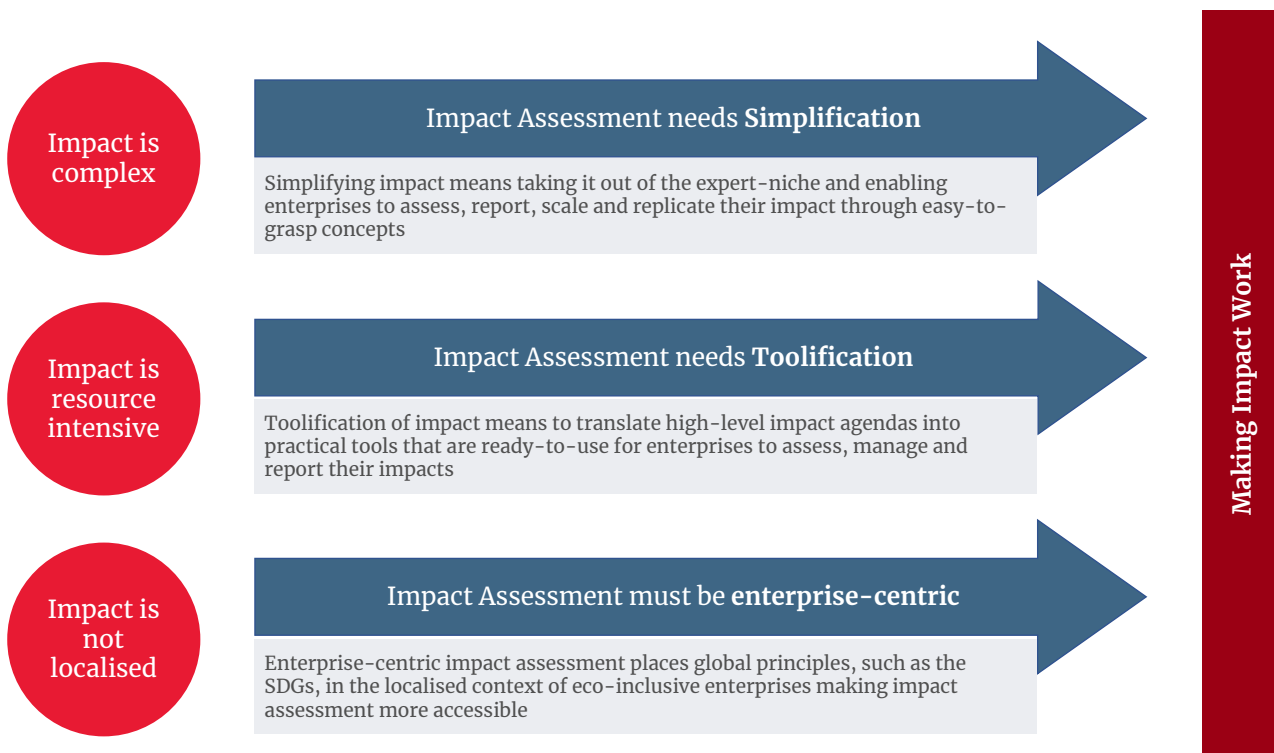 Impact is
complex
Impact Assessment needs Simplification
Simplifying impact means taking it out of the expert-niche and enabling
enterprises to assess, report, scale and replicate their impact through easy-to-
grasp concepts
Impact is
resource
intensive
Impact Assessment needs Toolification
Toolification of impact means to translate high-level impact agendas into
practical tools that are ready-to-use for enterprises to assess, manage and
report their impacts
Impact is
not
localised
Impact Assessment must be enterprise-centric
Enterprise-centric impact assessment places global principles, such as the
SDGs, in the localised context of eco-inclusive enterprises making impact
assessment more accessible
Making Impact Work